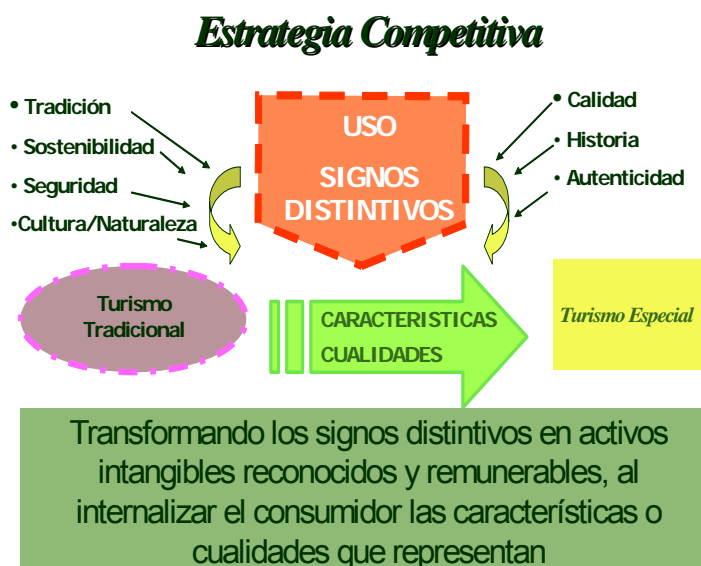 Estrategia Competitiva
• Tradición
• Sostenibilidad
• Seguridad
•Cultura/Naturaleza
USO
SIGNOS
DISTINTIVOS
• Calidad
• Historia
• Autenticidad
Turismo
Tradicional
CARACTERISTICAS
CUALIDADES
Turismo Especial
Transformando los signos distintivos en activos
intangibles reconocidos y remunerables, al
internalizar el consumidor las características o
cualidades que representan